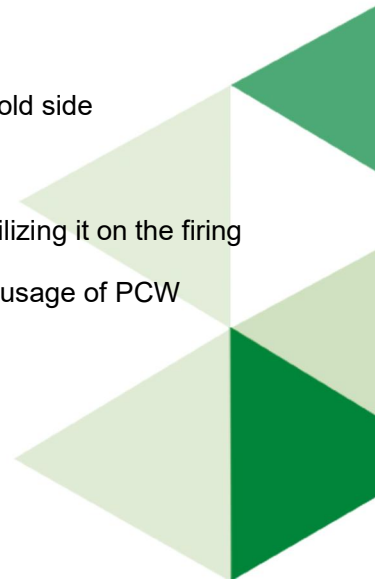 old side
ilizing it on the firing
usage of PCW